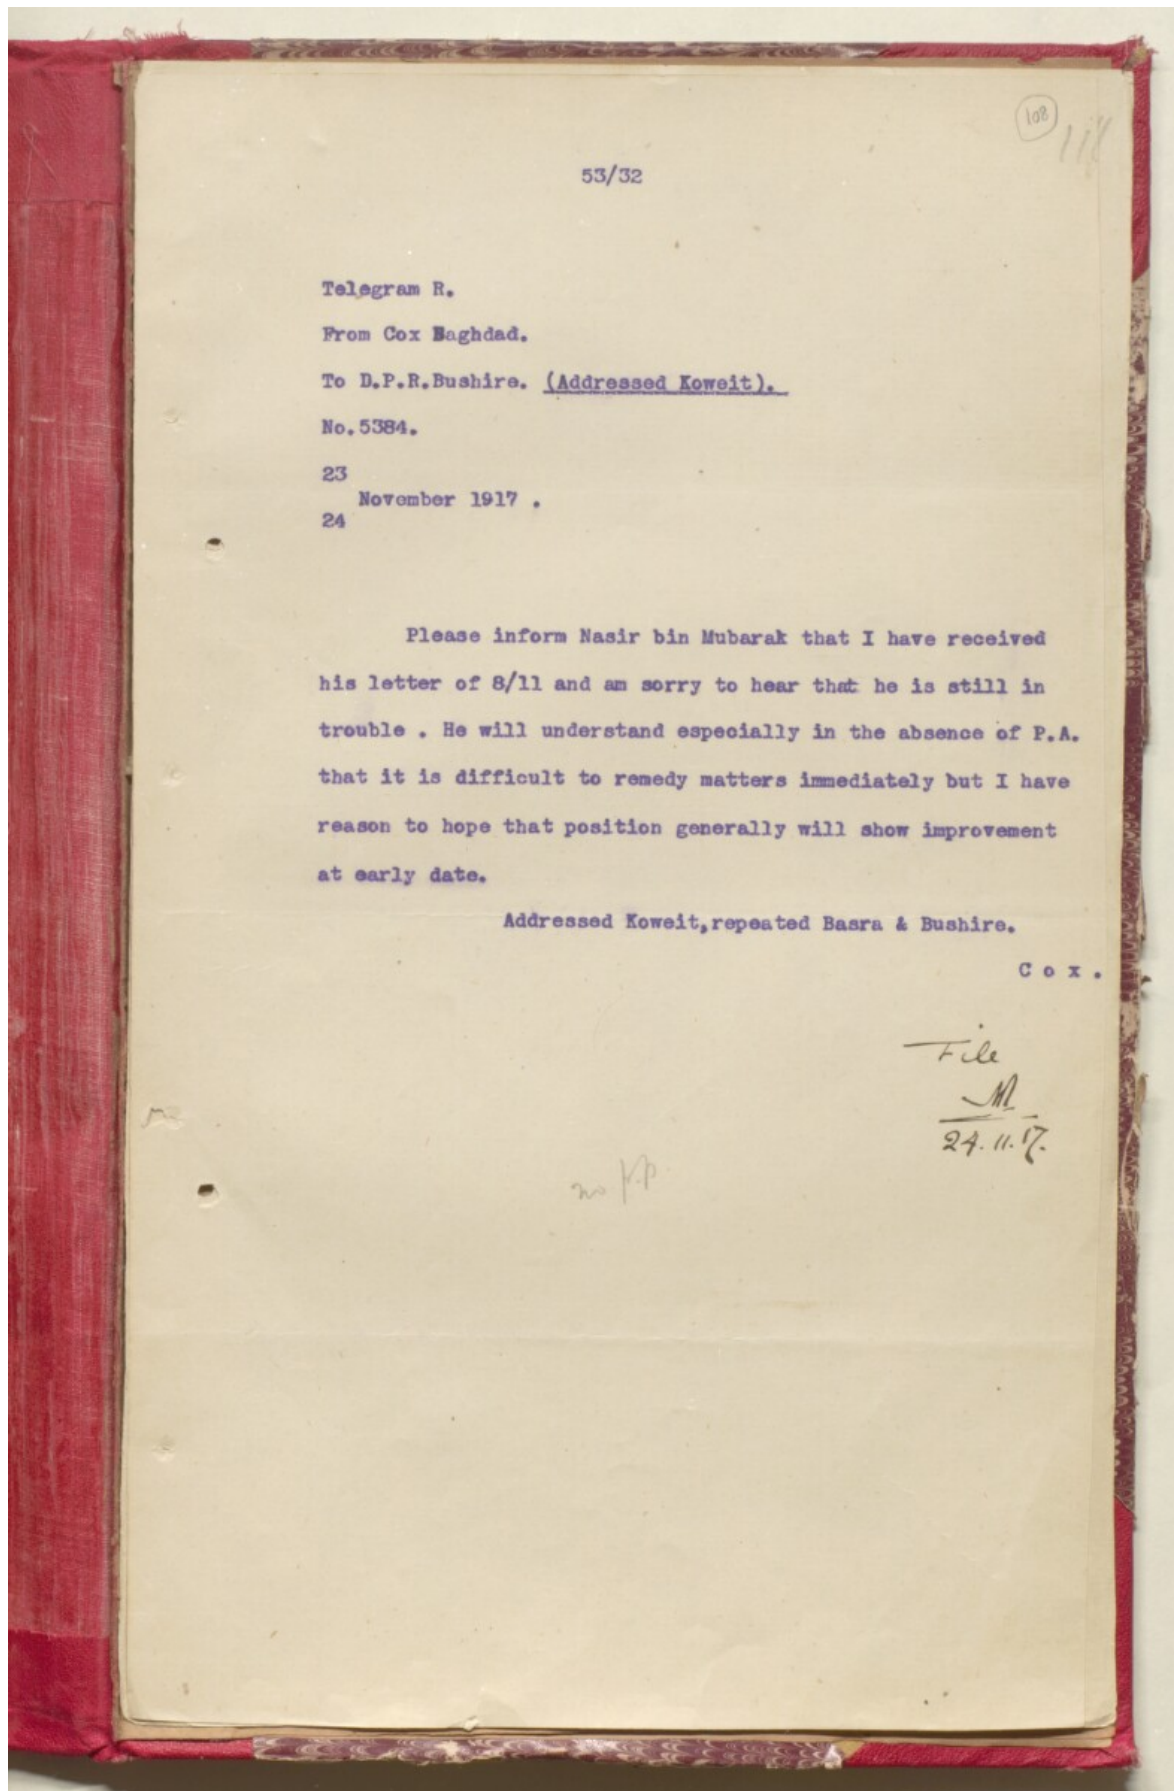 108
118
53/32
Telegram R.
From Cox Baghdad.
To D.P.R.Bushire. (Addressed Koweit).
No.5384.
23
November 1917 .
24
Please inform Nasir bin Mubarak that I have received
his letter of 8/11 and am sorry to hear that he is still in
trouble . He will understand especially in the absence of P.A.
that it is difficult to remedy matters immediately but I have
reason to hope that position generally will show improvement
at early date.
Addressed Koweit,repeated Basra & Bushire.
C o x .
File
24.11.17.
no p.p.